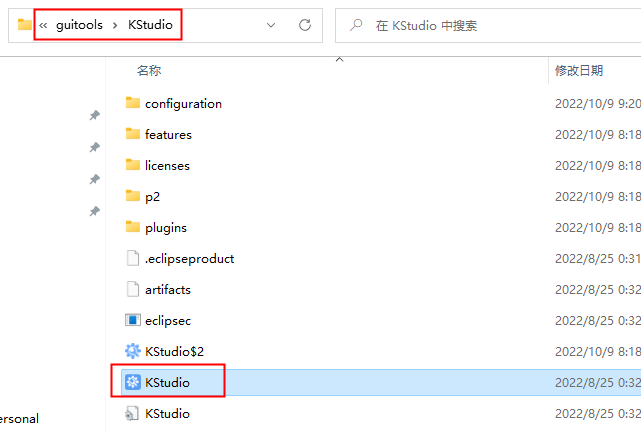 « guitools › KStudio
在 KStudio 中搜索
名称 修改日期
configuration 2022/10/9 9:20
features 2022/10/9 8:18
licenses 2022/10/9 8:18
p2 2022/10/9 8:18
plugins 2022/10/9 8:18
.eclipseproduct 2022/8/25 0:31
artifacts 2022/8/25 0:32
eclipsec 2022/8/25 0:32
KStudio$2 2022/10/9 8:18
KStudio 2022/8/25 0:32
KStudio 2022/8/25 0:32
ersonal